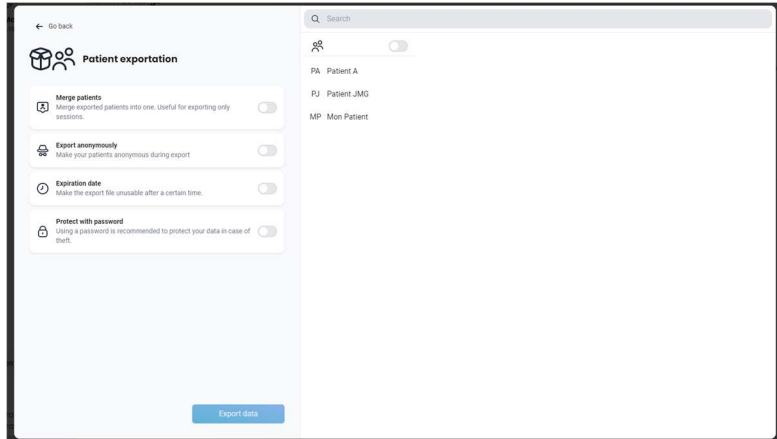 Go back
Patient exportation
Merge patients
Merge exported patients into one. Useful for exporting only
sessions.
Export anonymously
Make your patients anonymous during export
Expiration date
Make the export file unusable after a certain time.
Protect with password
Using a password is recommended to protect your data in case of
theft.
Export data
Search
PA Patient A
PJ Patient JMG
MP Mon Patient